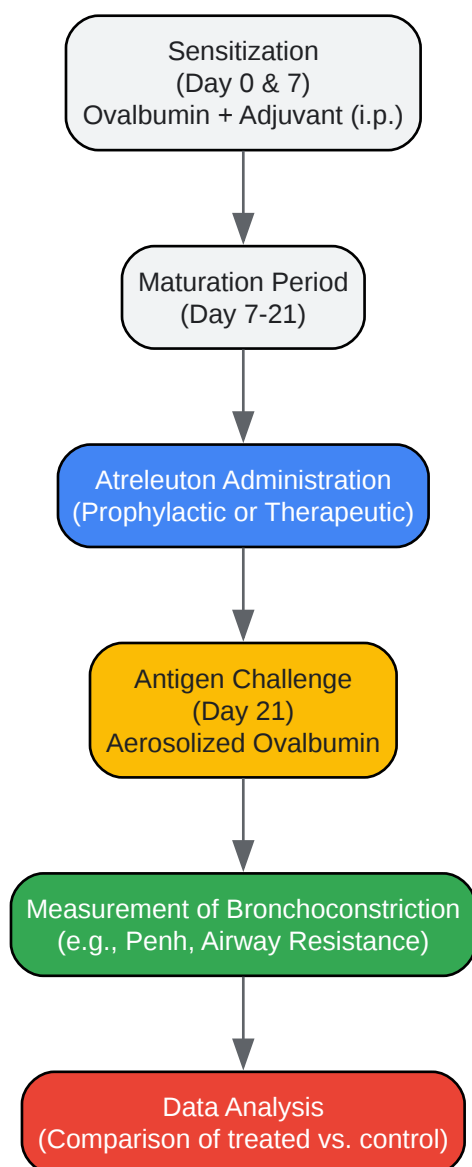 Sensitization
(Day 0 & 7)
Ovalbumin + Adjuvant (i.p.)
Maturation Period
(Day 7-21)
Atreleuton Administration
(Prophylactic or Therapeutic)
Antigen Challenge
(Day 21)
Aerosolized Ovalbumin
Measurement of Bronchoconstriction
(e.g., Penh, Airway Resistance)
Data Analysis
(Comparison of treated vs. control)